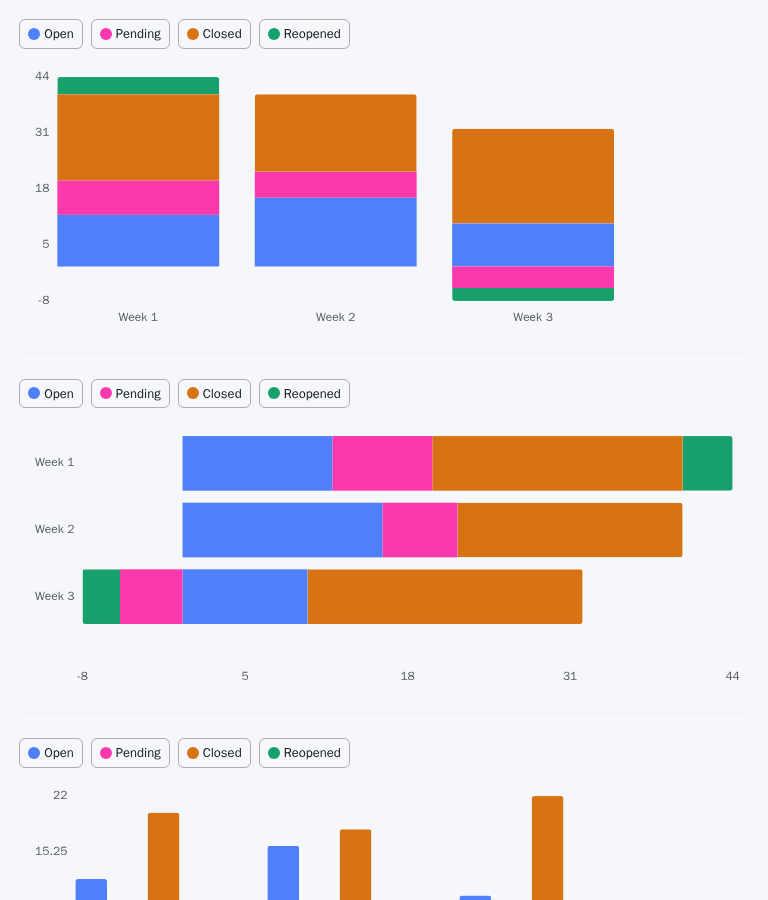 Open Pending Closed Reopened
44
31
18
5
-8
Week 1 Week 2 Week 3
Open Pending Closed Reopened
Week 1
Week 2
Week 3
-8 5 18 31 44
Open Pending Closed Reopened
22
15.25